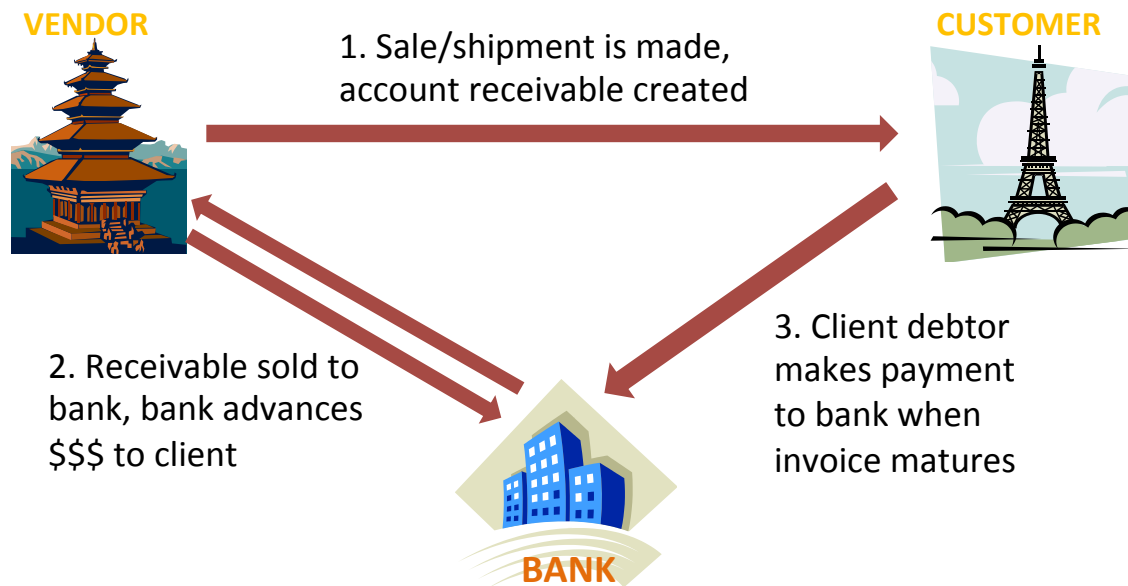 VENDOR
CUSTOMER
1. Sale/shipment is made,
account receivable created
2. Receivable sold to
bank, bank advances
$$$ to client
3. Client debtor
makes payment
to bank when
invoice matures
BANK